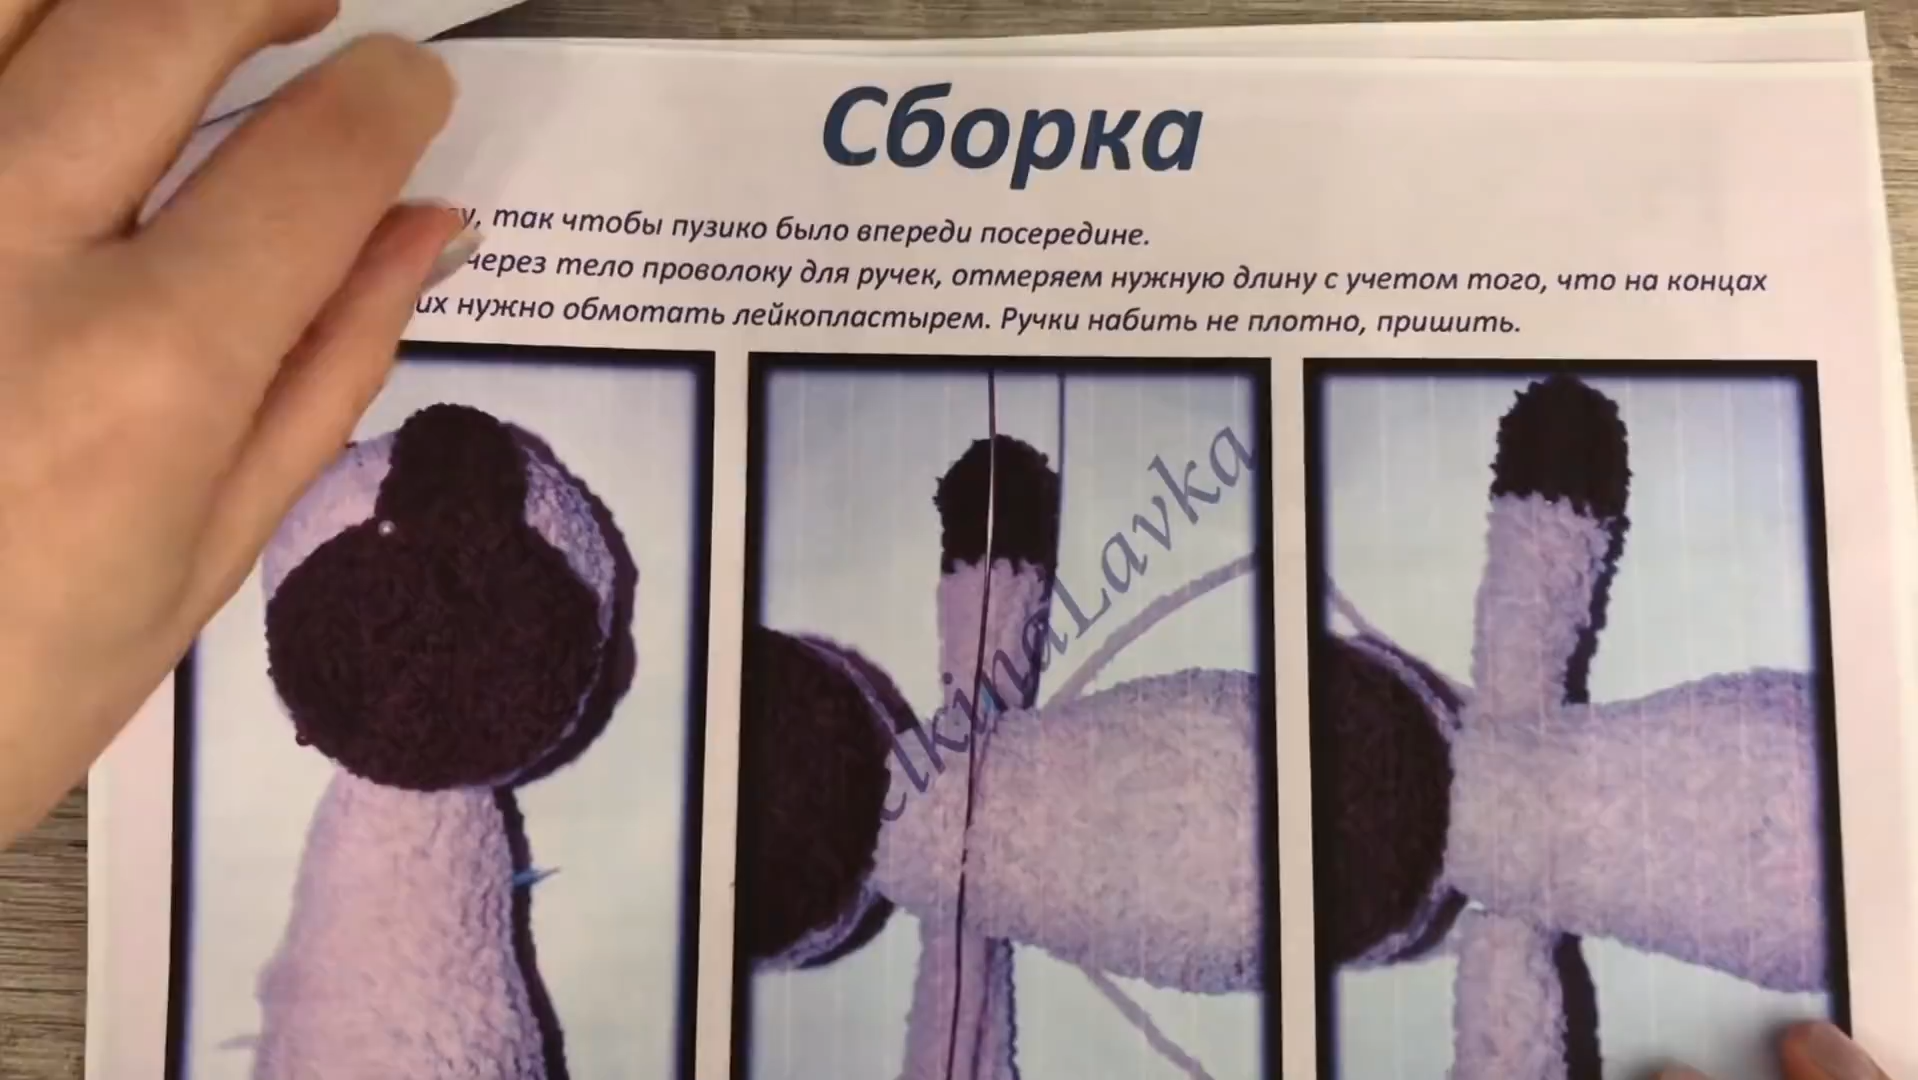 Сборка
так чтобы пузико было впереди посередине.
через тело проволоку для ручек, отмеряем нужную длину с учетом того, что на концах
их нужно обмотать лейкопластырем. Ручки набить не плотно, пришить.
lkinaLavka